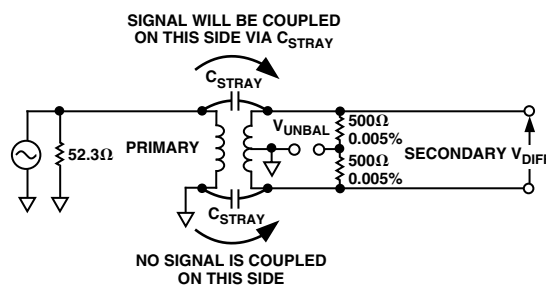 SIGNAL WILL BE COUPLED
ON THIS SIDE VIA CSTRAY
CSTRAY
52.3Ω
PRIMARY
VUNBAL
500Ω
0.005%
500Ω
0.005%
SECONDARY VDIFF
CSTRAY
NO SIGNAL IS COUPLED
ON THIS SIDE